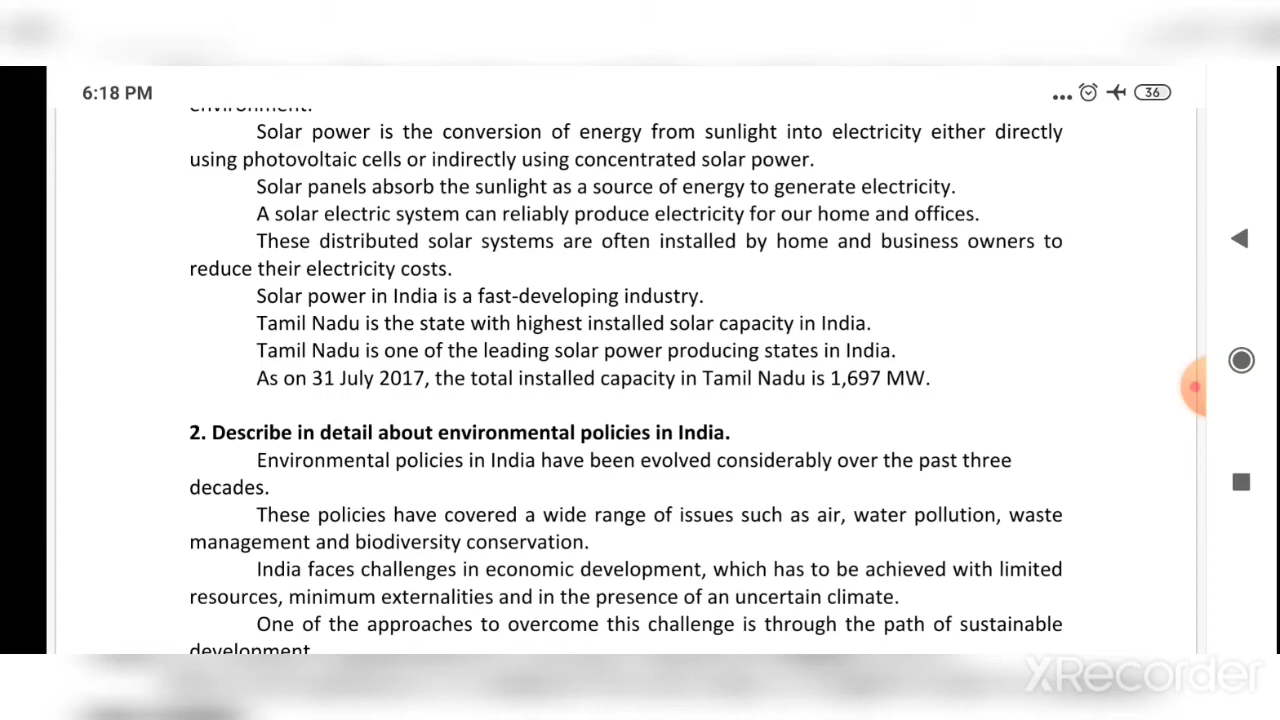 6:18 PM
36
environment.
Solar power is the conversion of energy from sunlight into electricity either directly
using photovoltaic cells or indirectly using concentrated solar power.
Solar panels absorb the sunlight as a source of energy to generate electricity.
A solar electric system can reliably produce electricity for our home and offices.
These distributed solar systems are often installed by home and business owners to
reduce their electricity costs.
Solar power in India is a fast-developing industry.
Tamil Nadu is the state with highest installed solar capacity in India.
Tamil Nadu is one of the leading solar power producing states in India.
As on 31 July 2017, the total installed capacity in Tamil Nadu is 1,697 MW.
2. Describe in detail about environmental policies in India.
Environmental policies in India have been evolved considerably over the past three
decades.
These policies have covered a wide range of issues such as air, water pollution, waste
management and biodiversity conservation.
India faces challenges in economic development, which has to be achieved with limited
resources, minimum externalities and in the presence of an uncertain climate.
One of the approaches to overcome this challenge is through the path of sustainable
development.
XRecorder